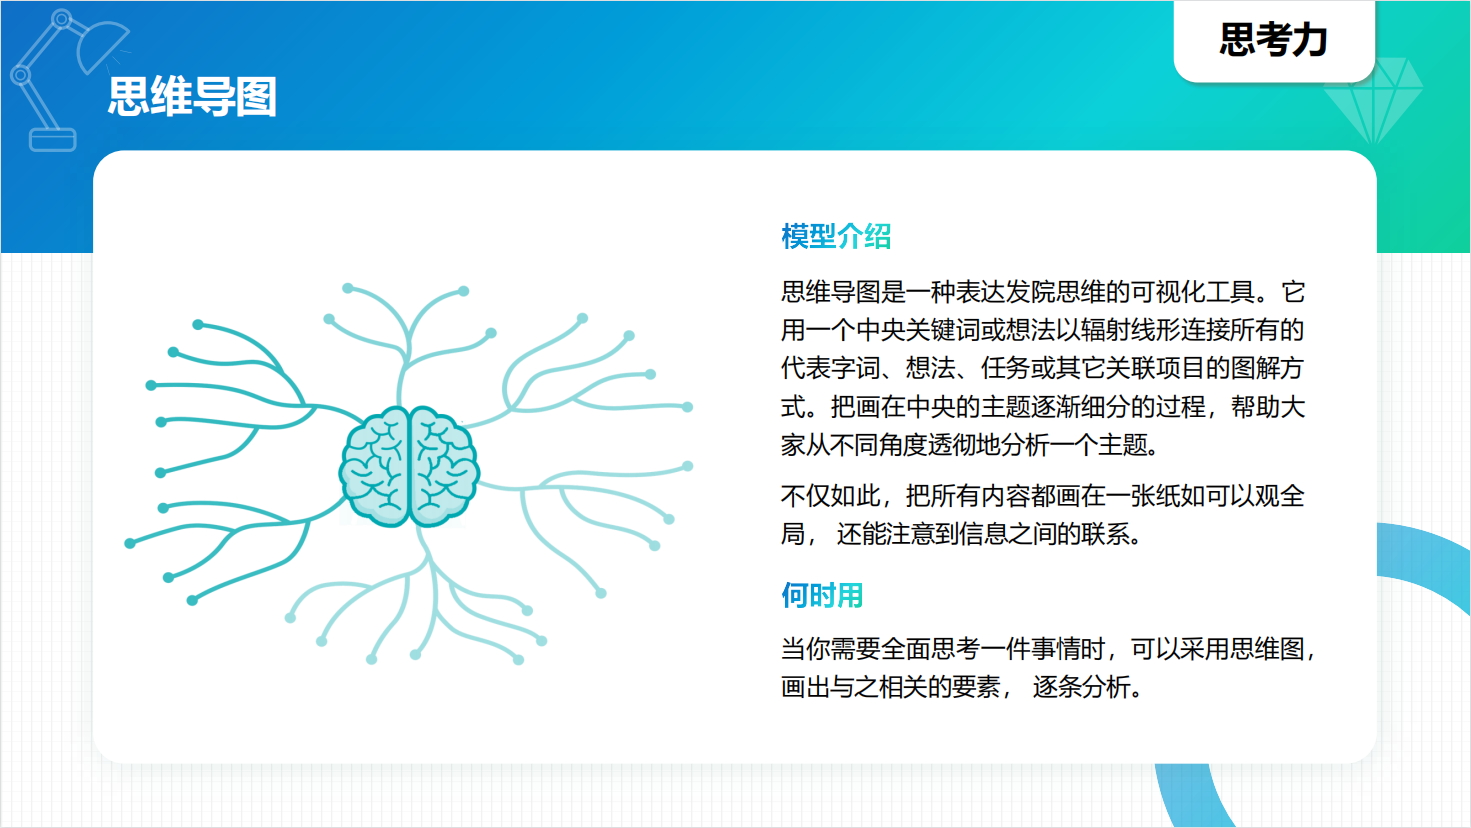 思考力
思维导图
模型介绍
思维导图是一种表达发院思维的可视化工具。它
用一个中央关键词或想法以辐射线形连接所有的
代表字词、想法、任务或其它关联项目的图解方
式。把画在中央的主题逐渐细分的过程，帮助大
家从不同角度透彻地分析一个主题。
不仅如此，把所有内容都画在一张纸如可以观全
局， 还能注意到信息之间的联系。
何时用
当你需要全面思考一件事情时，可以采用思维图，
画出与之相关的要素， 逐条分析。